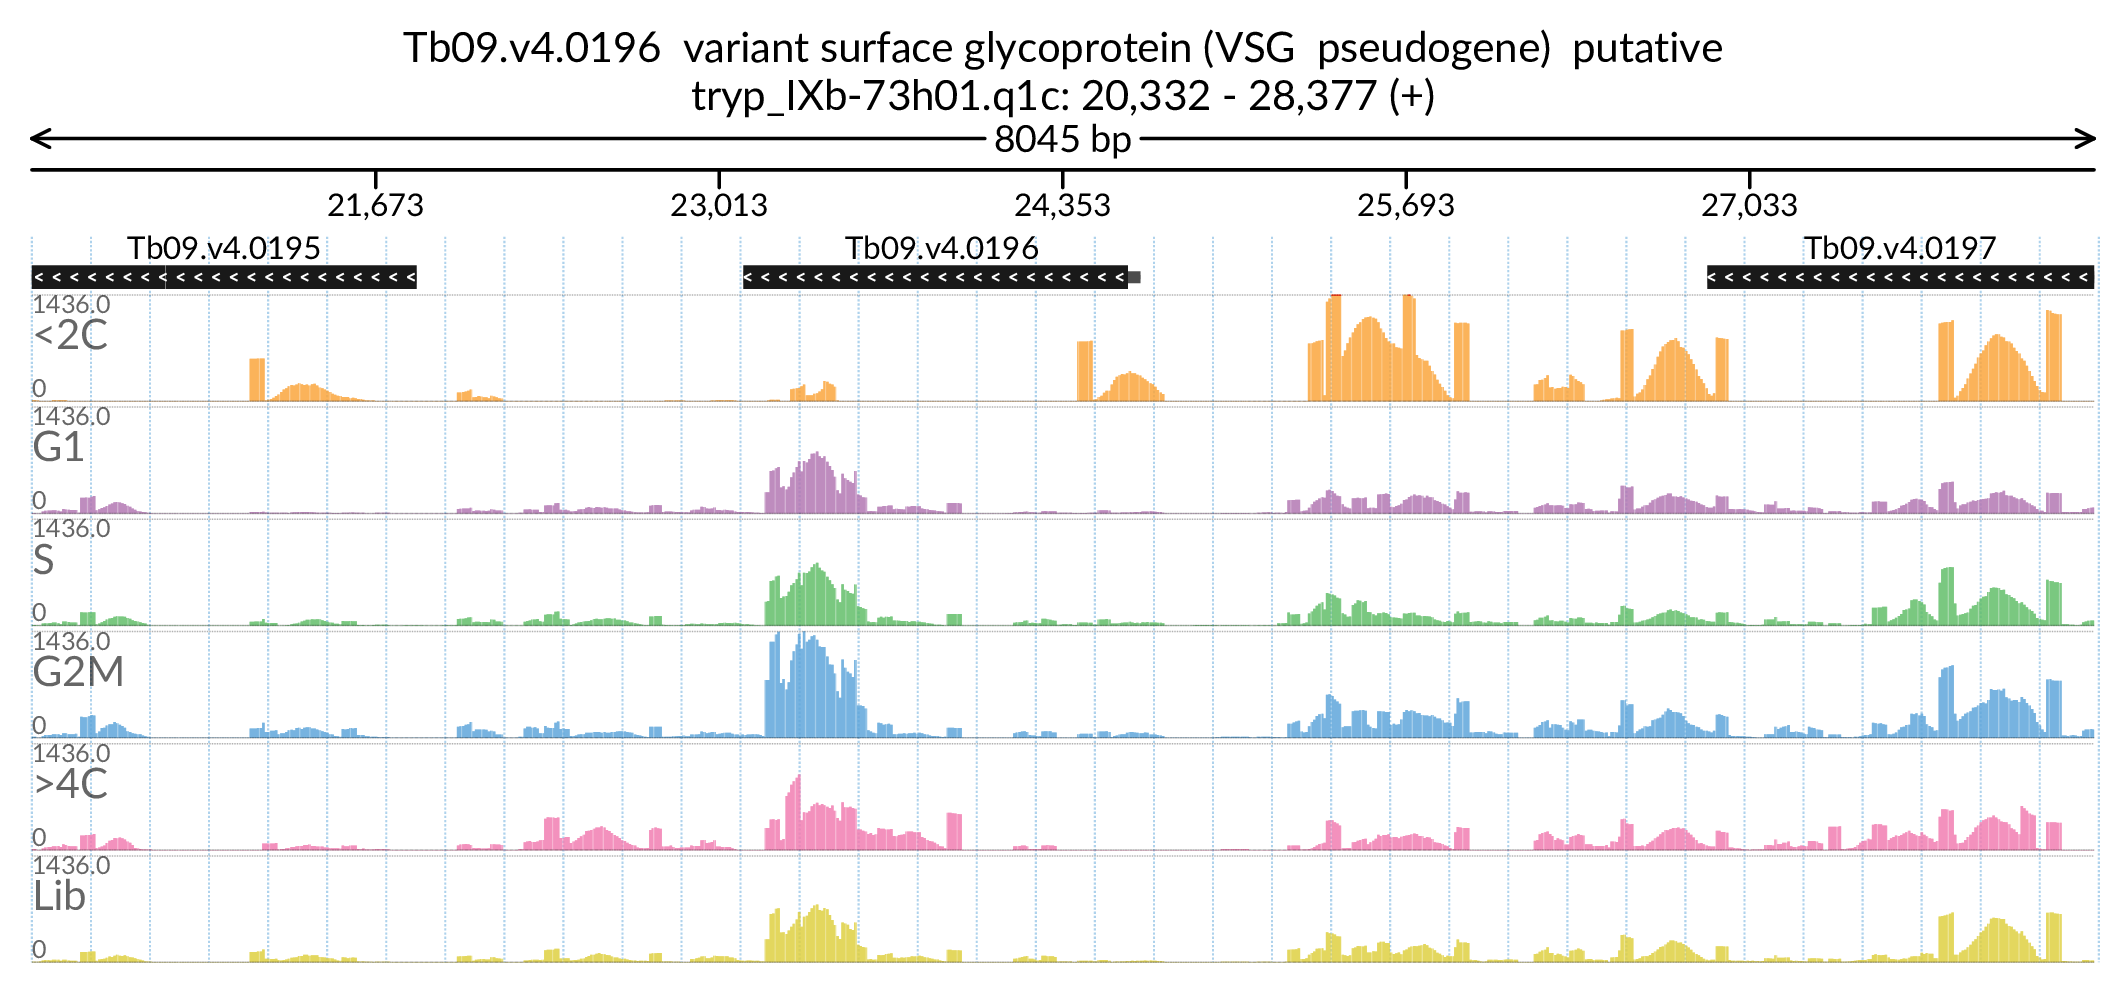 Tb09.v4.0196 variant surface glycoprotein (VSG pseudogene) putative
tryp_IXb-73h01.q1c: 20,332 - 28,377 (+)
8045 bp
21,673 23,013 24,353 25,693 27,033
Tb09.v4.0195 Tb09.v4.0196 Tb09.v4.0197
1436.0
<2C
0
1436.0
G1
0
1436.0
S
0
1436.0
G2M
0
1436.0
>4C
0
1436.0
Lib
0